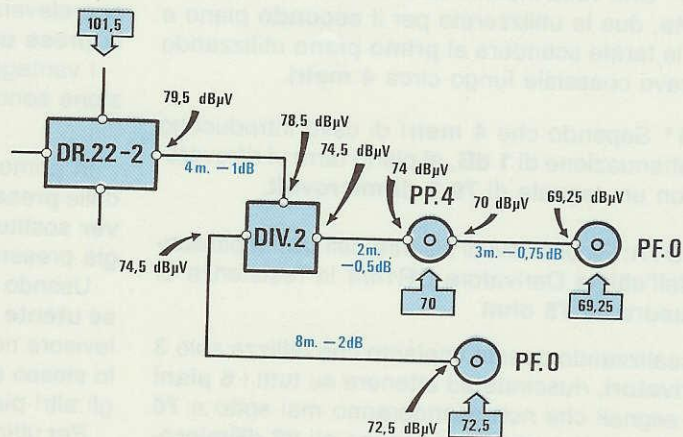 101,5
79,5 dBµV
DR.22-2
4 m. –1dB
78,5 dBµV
74,5 dBµV
74 dBµV
PP.4
70 dBµV
69,25 dBµV
DIV.2
2m.
–0,5dB
3m. –0,75dB
PF.0
74,5 dBµV
70
69,25
8m. –2dB
PF.0
72,5 dBµV
72,5